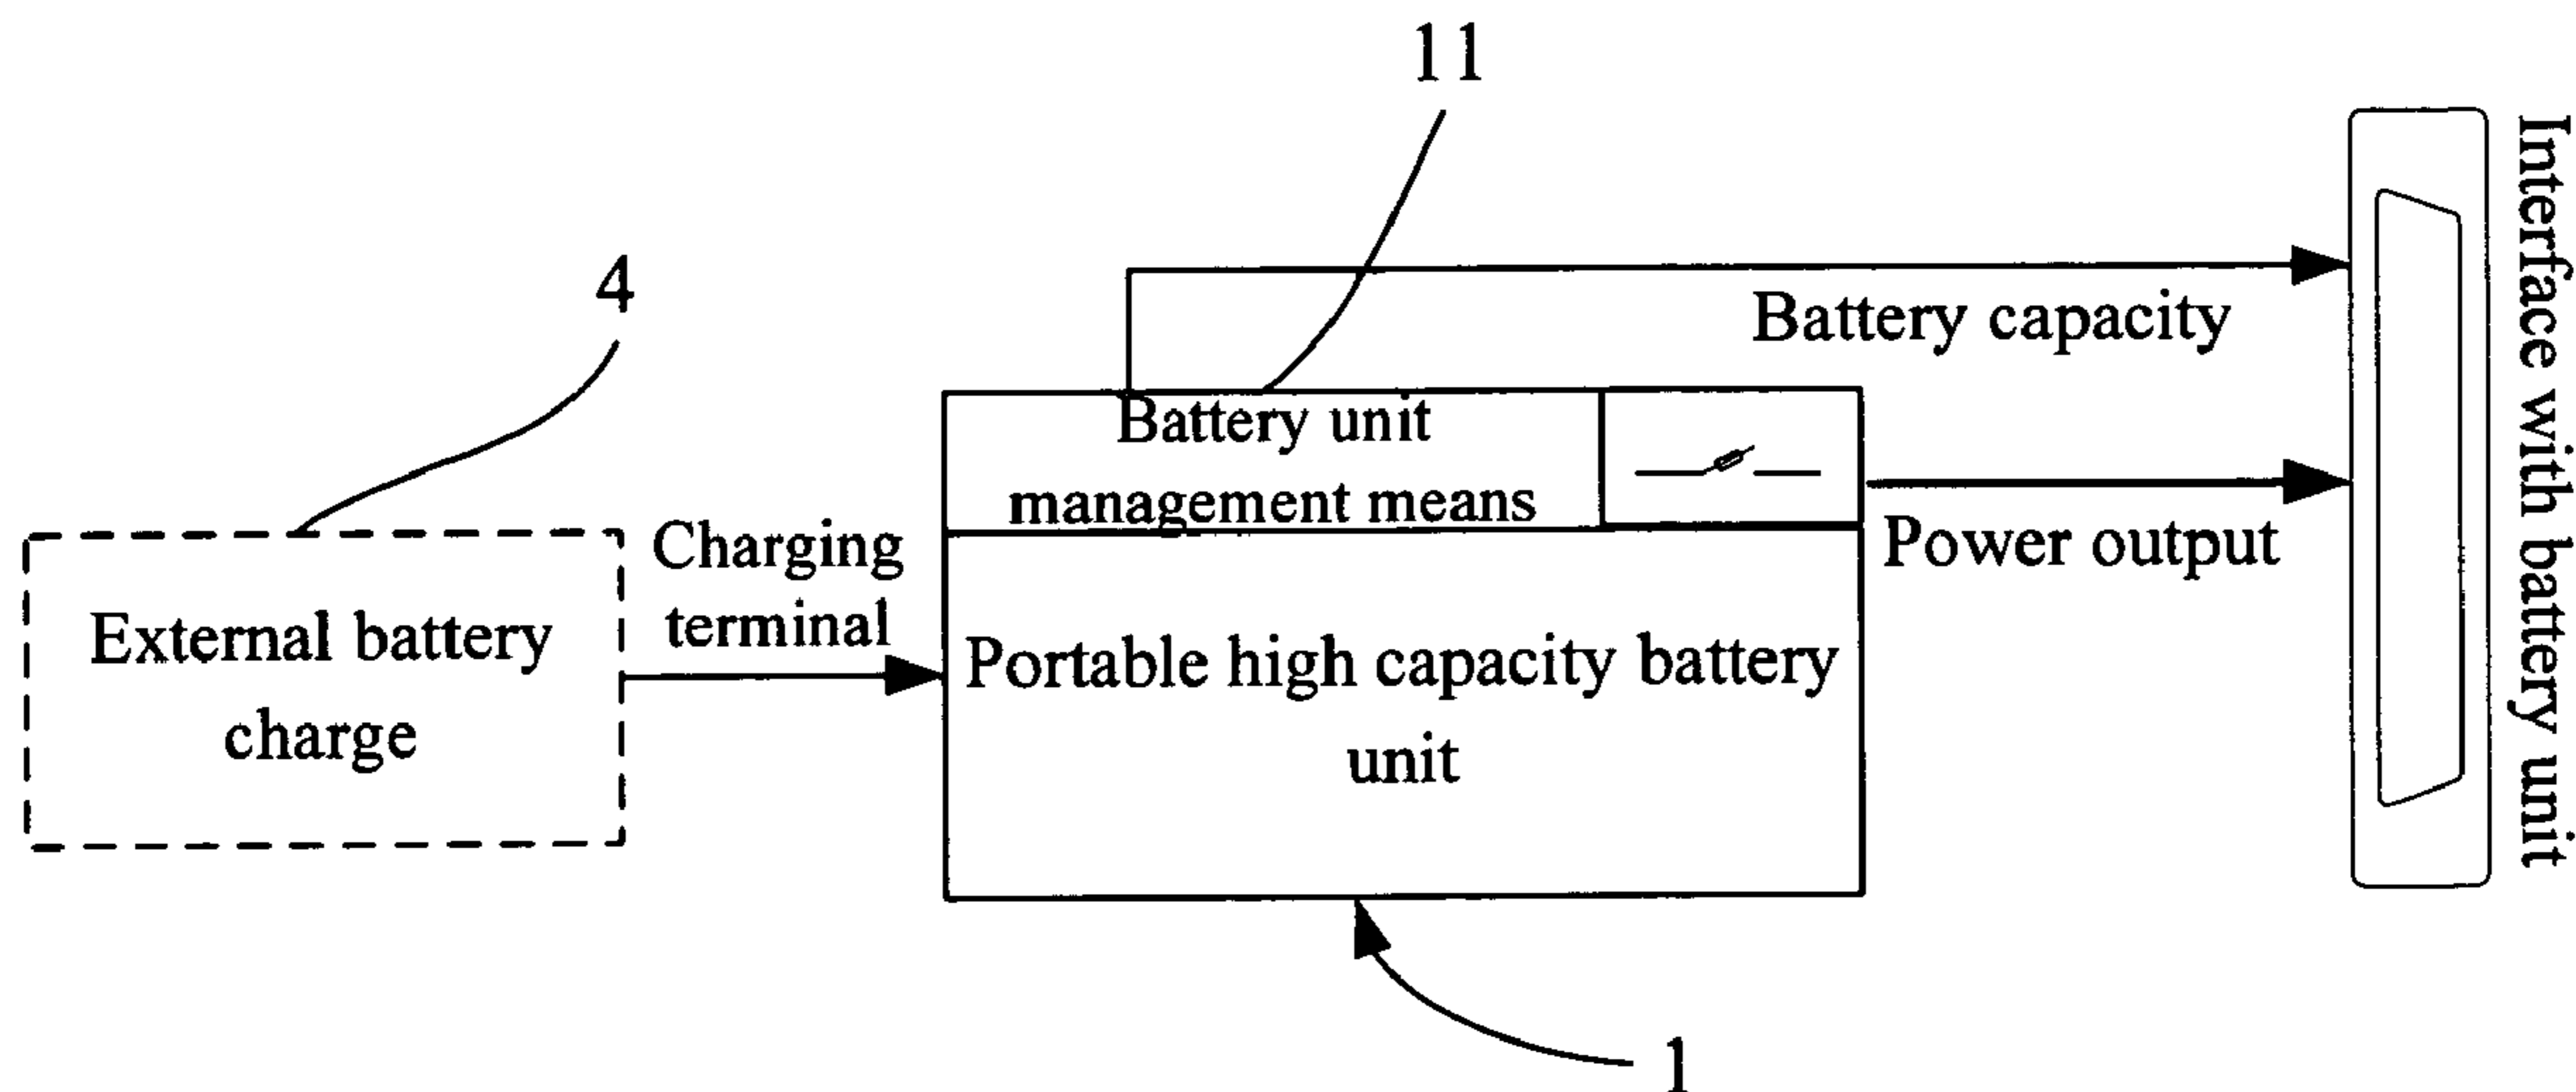 11
4
Battery capacity
Battery unit
management means
Charging
terminal
Power output
External battery
charge
Portable high capacity battery
unit
Interface with battery unit
1